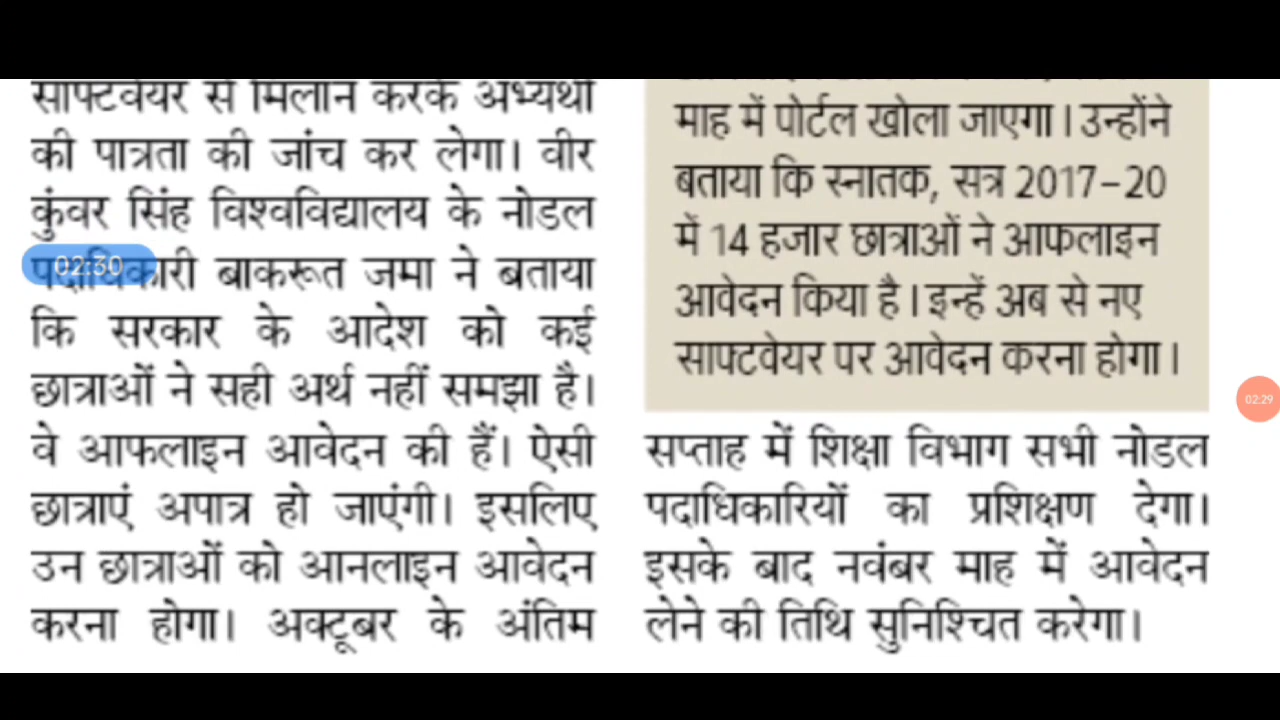 साफ्टवेयर से मिलान करके अभ्यर्थी
की पात्रता की जांच कर लेगा। वीर
कुंवर सिंह विश्वविद्यालय के नोडल
पदाधिकारी बाकरूत जमा ने बताया
02:30
कि सरकार के आदेश को कई
छात्राओं ने सही अर्थ नहीं समझा है।
वे आफलाइन आवेदन की हैं। ऐसी
छात्राएं अपात्र हो जाएंगी। इसलिए
उन छात्राओं को आनलाइन आवेदन
करना होगा। अक्टूबर के अंतिम
माह में पोर्टल खोला जाएगा। उन्होंने
बताया कि स्नातक, सत्र 2017-20
में 14 हजार छात्राओं ने आफलाइन
आवेदन किया है। इन्हें अब से नए
साफ्टवेयर पर आवेदन करना होगा।
सप्ताह में शिक्षा विभाग सभी नोडल
पदाधिकारियों का प्रशिक्षण देगा।
इसके बाद नवंबर माह में आवेदन
लेने की तिथि सुनिश्चित करेगा।
02:29